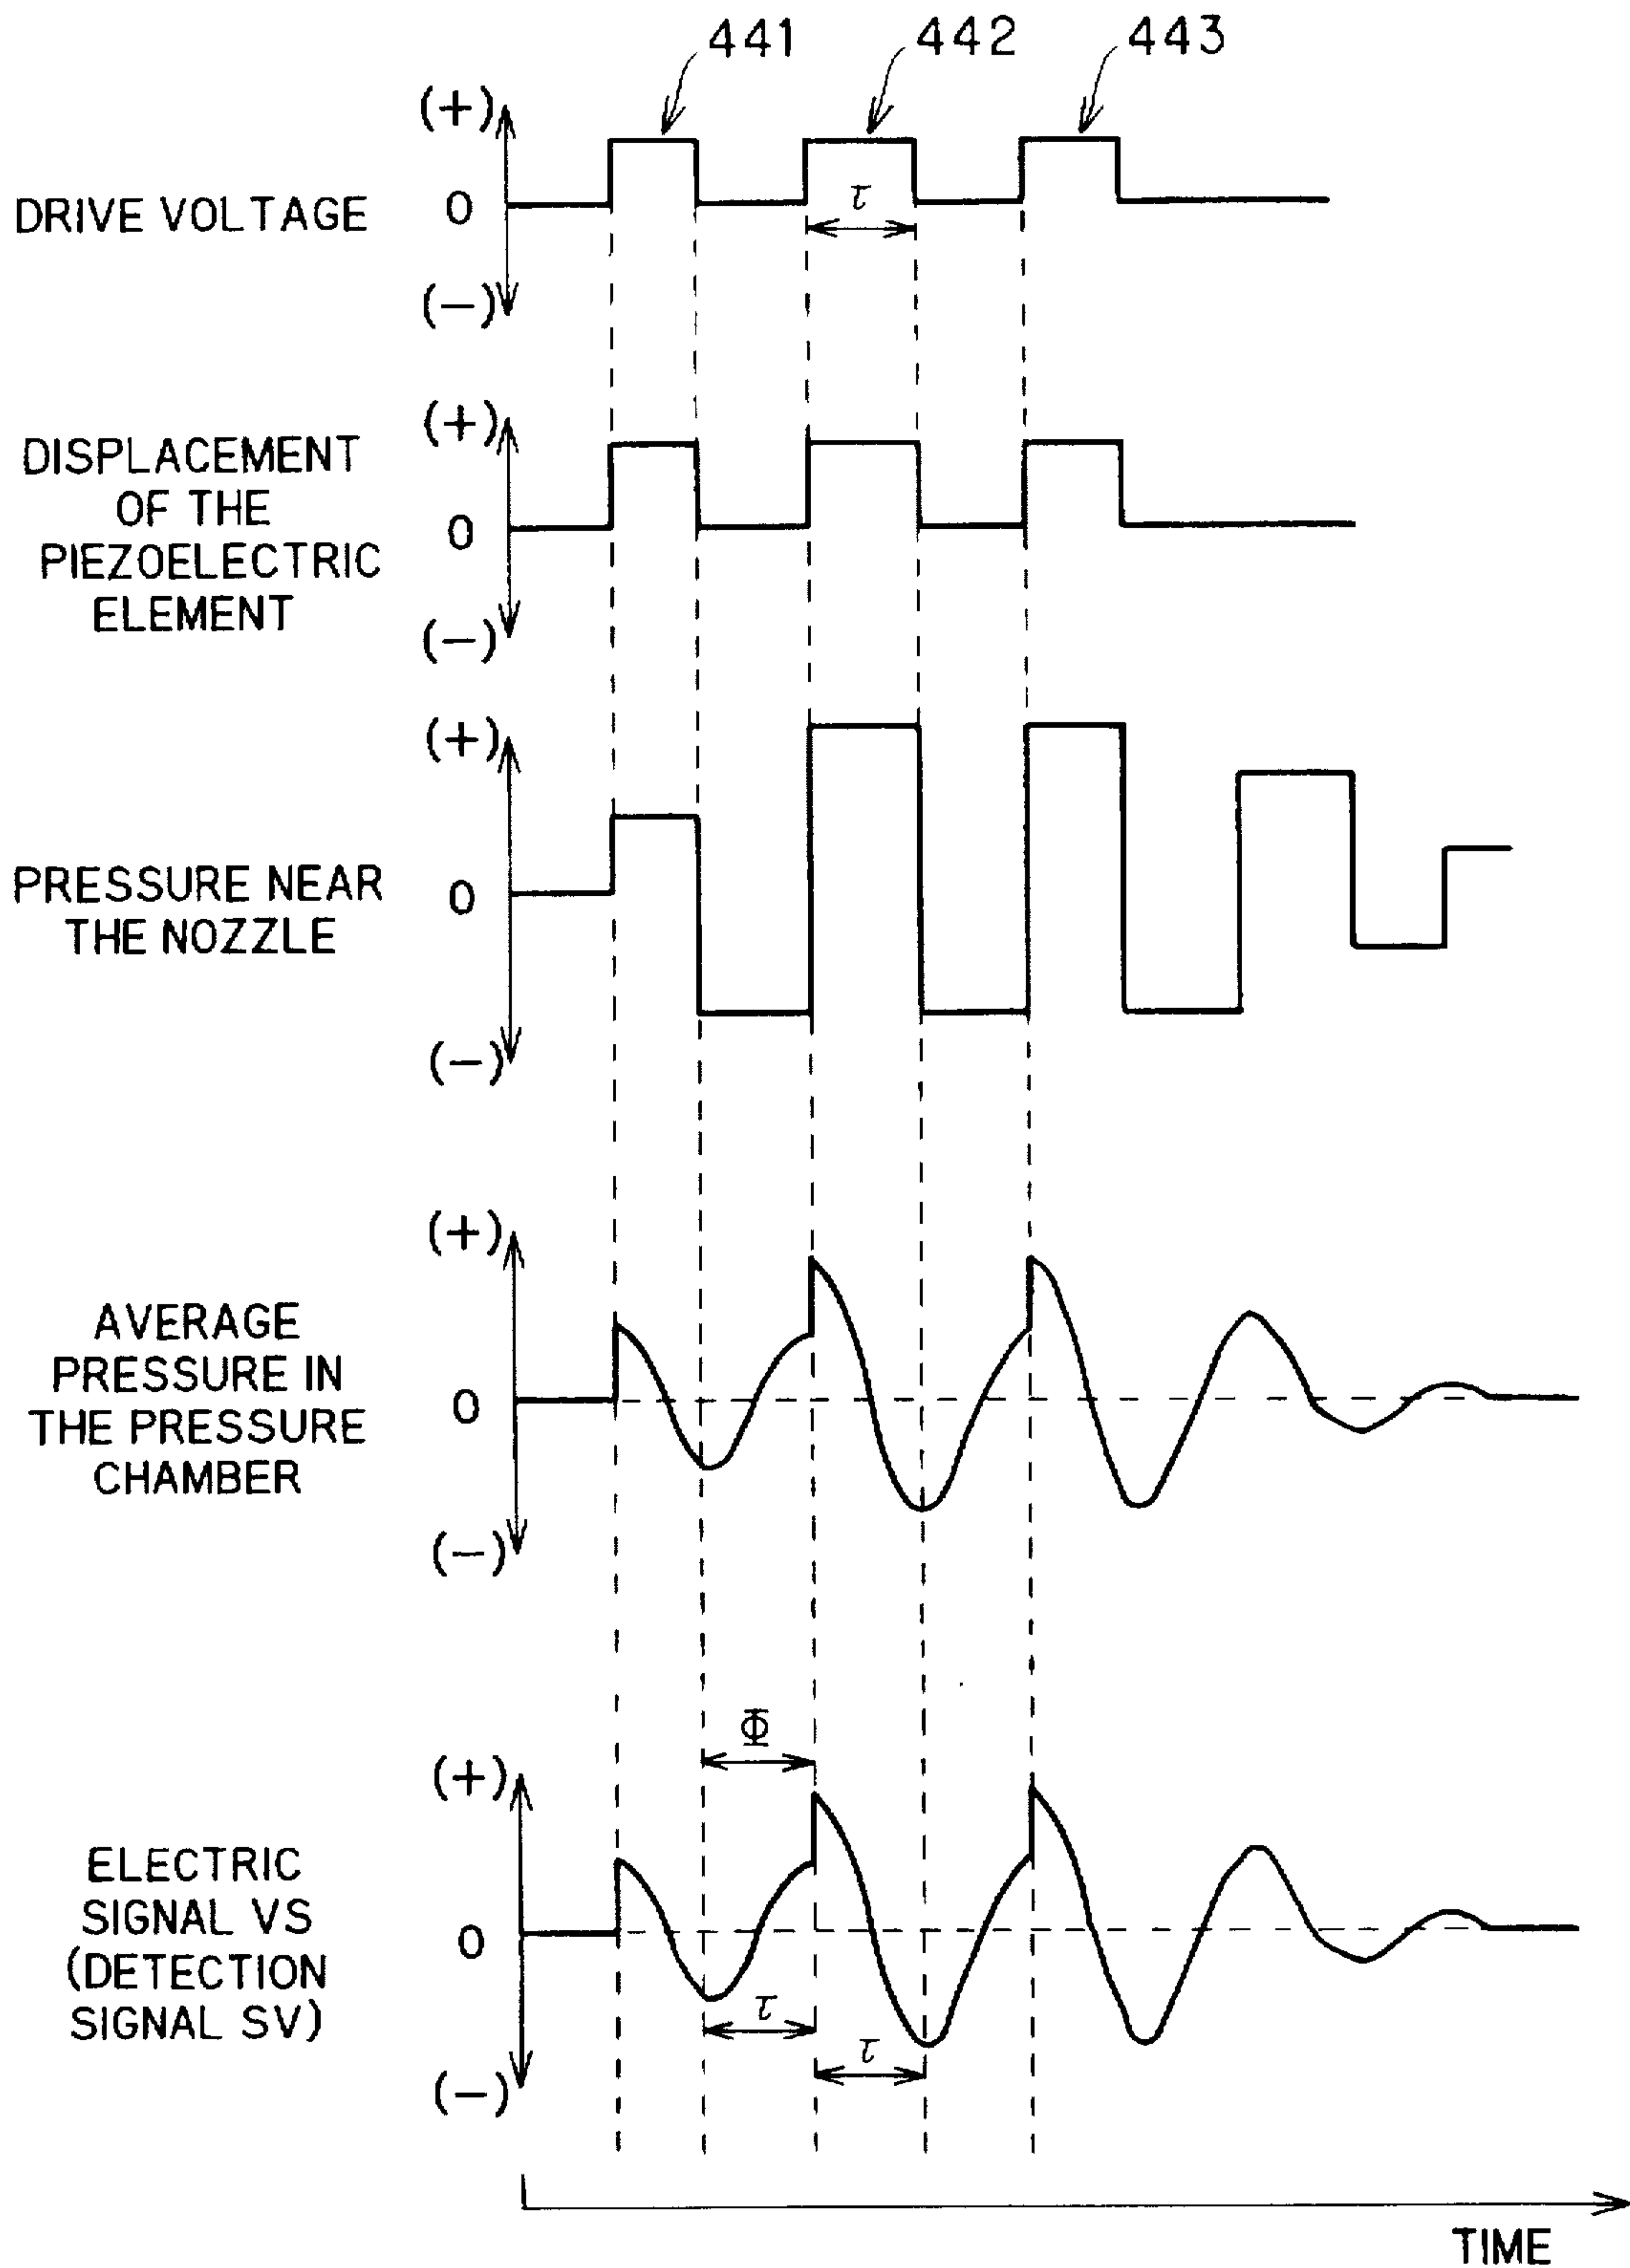 441
442
443
(+)
DRIVE VOLTAGE
0
τ
(−)
(+)
DISPLACEMENT
OF THE
PIEZOELECTRIC
ELEMENT
0
(−)
(+)
PRESSURE NEAR
THE NOZZLE
0
(−)
(+)
AVERAGE
PRESSURE IN
THE PRESSURE
CHAMBER
0
(−)
Φ
(+)
ELECTRIC
SIGNAL VS
(DETECTION
SIGNAL SV)
0
τ
τ
(−)
TIME